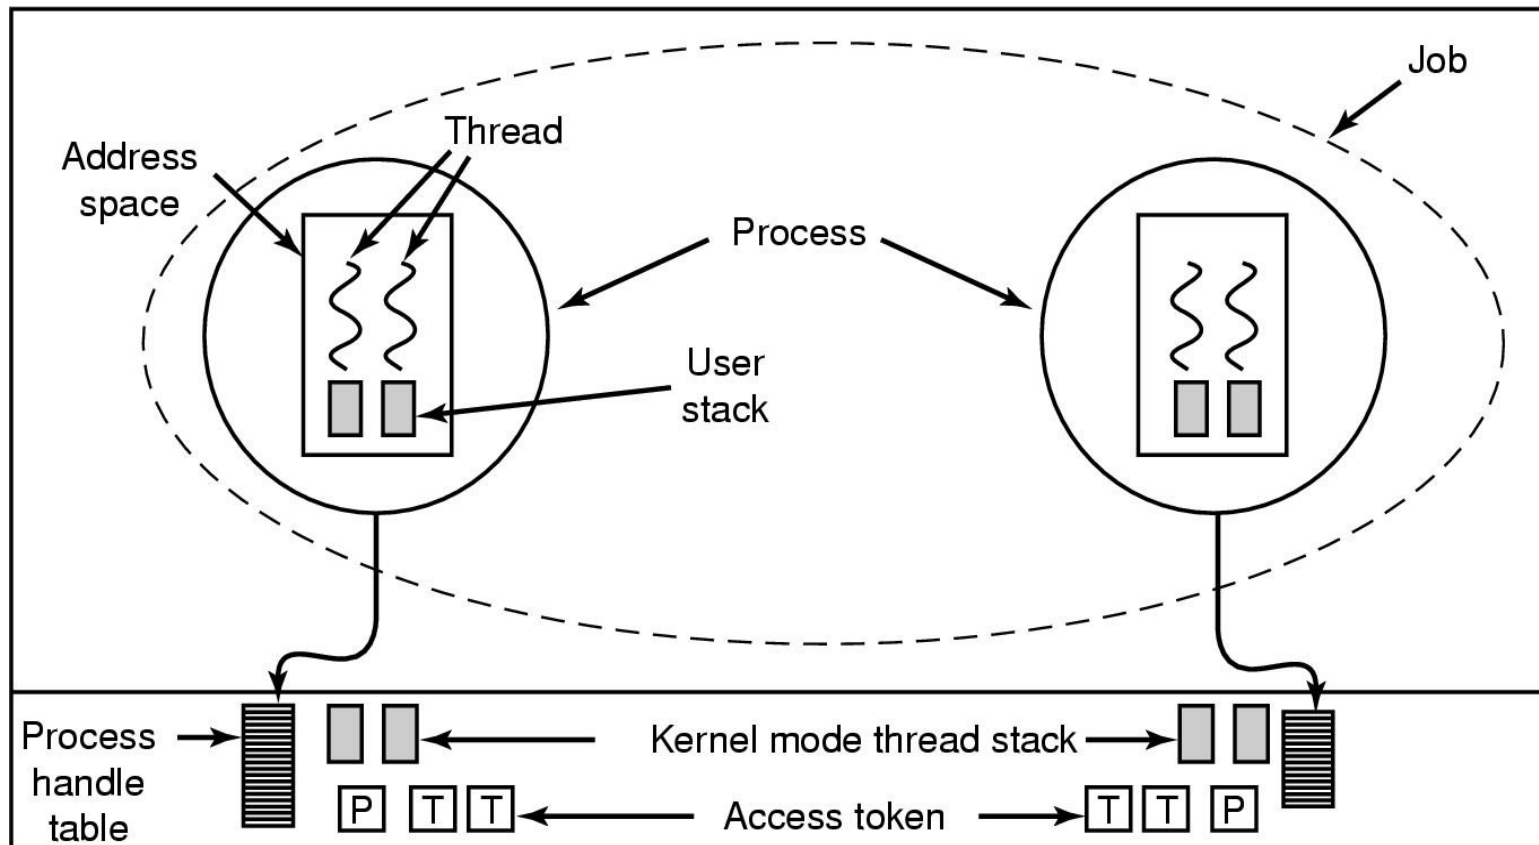 Job
Thread
Address
space
Process
User
stack
Process
handle
table
Kernel mode thread stack
P T T
Access token
T T P